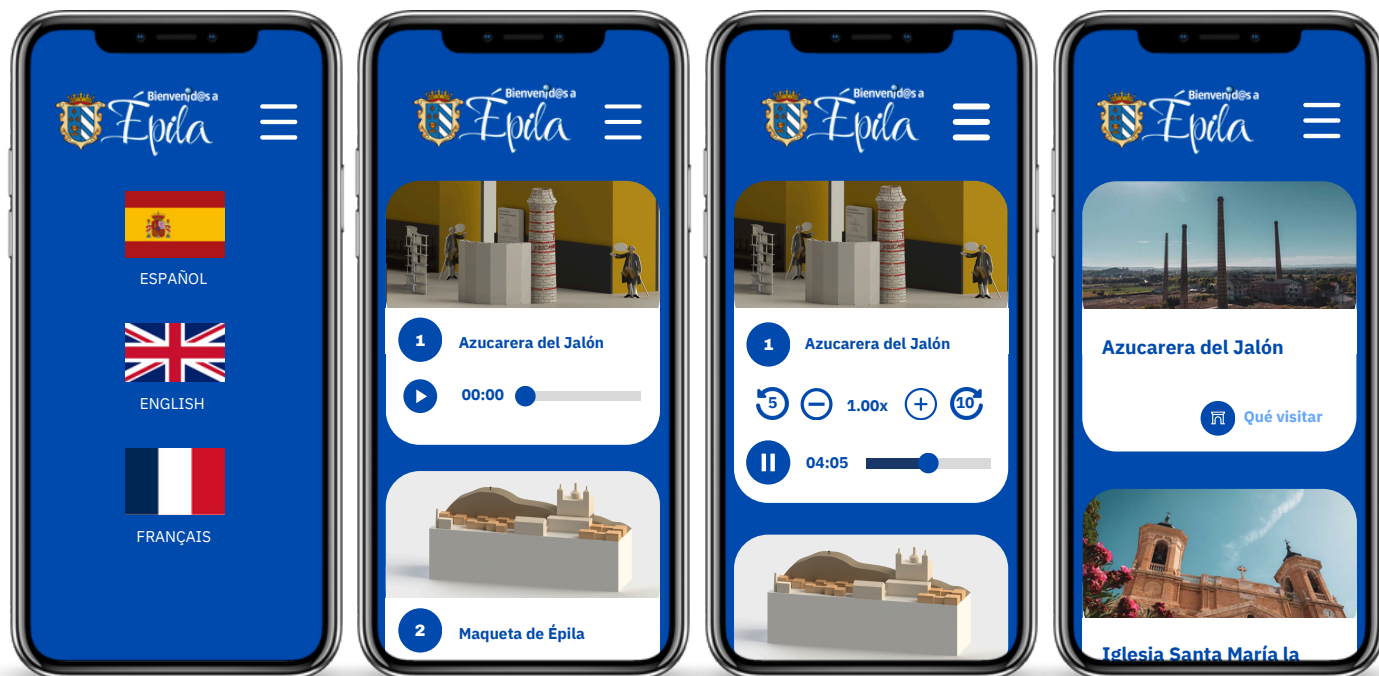 Bienvenid@s a
Épila
ESPAÑOL
ENGLISH
FRANÇAIS
Bienvenid@s a
Épila
1
Azucarera del Jalón
00:00
2
Maqueta de Épila
Bienvenid@s a
Épila
1
Azucarera del Jalón
5
1.00x
10
04:05
Bienvenid@s a
Épila
Azucarera del Jalón
Qué visitar
Iglesia Santa María la